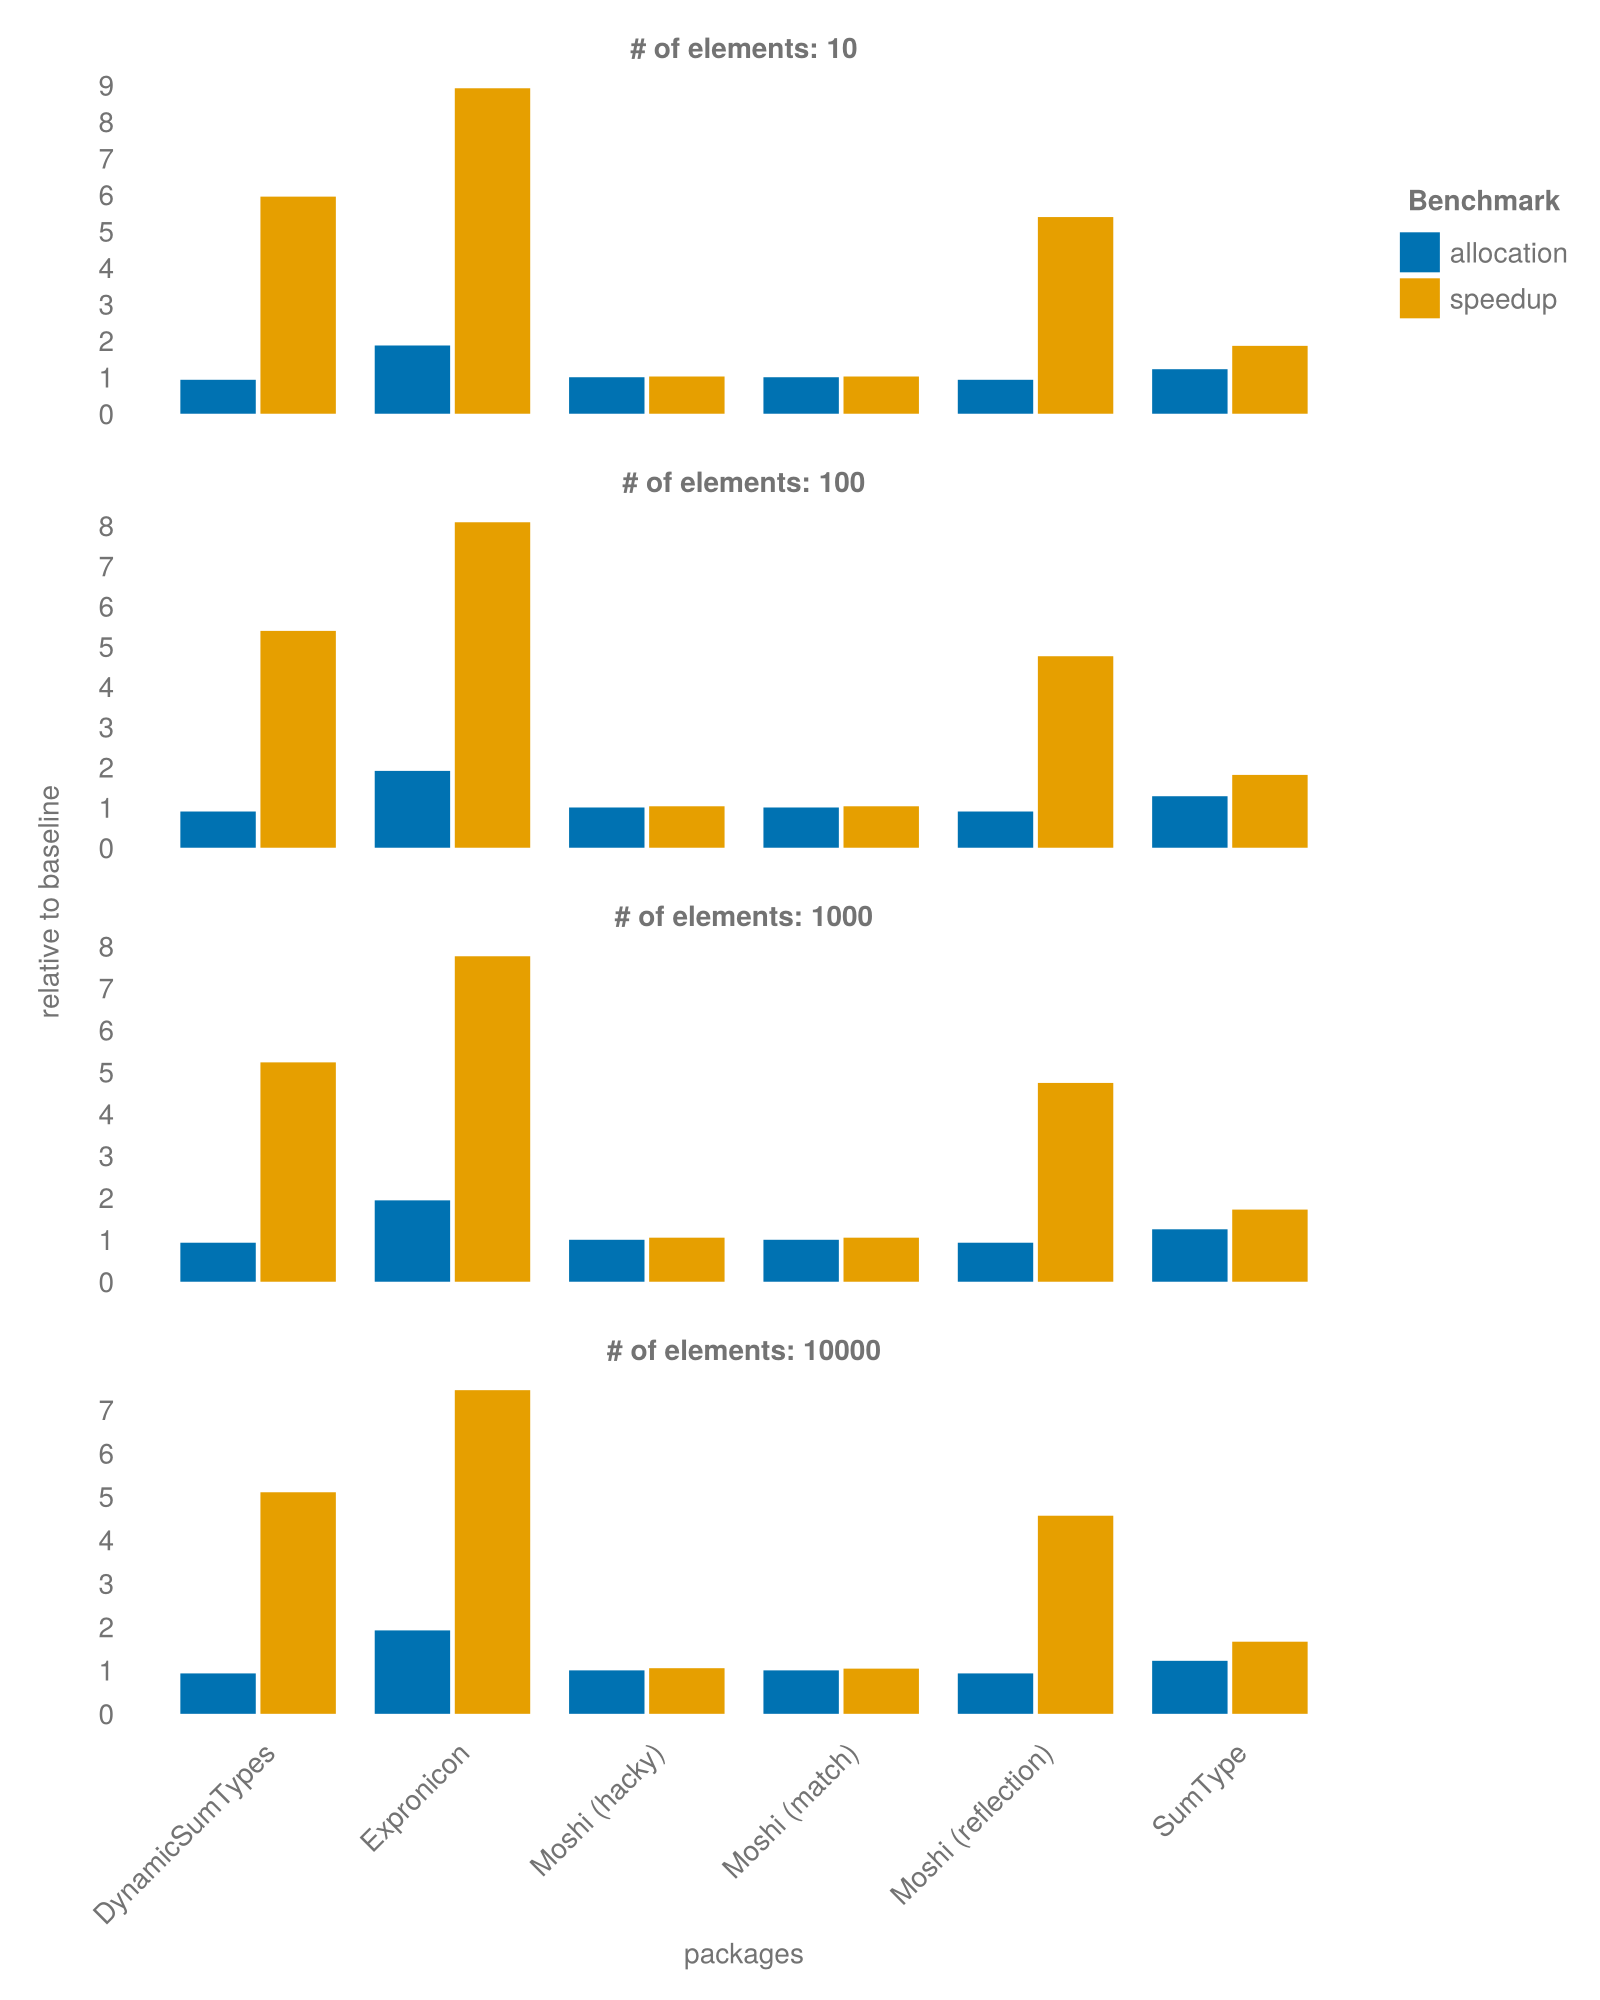 # of elements: 10
9
8
7
6
5
4
3
2
1
0
Benchmark
allocation
speedup
# of elements: 100
8
7
6
5
4
3
2
1
0
relative to baseline
# of elements: 1000
8
7
6
5
4
3
2
1
0
# of elements: 10000
7
6
5
4
3
2
1
0
DynamicSumTypes
Expronicon
Moshi (hacky)
Moshi (match)
Moshi (reflection)
SumType
packages